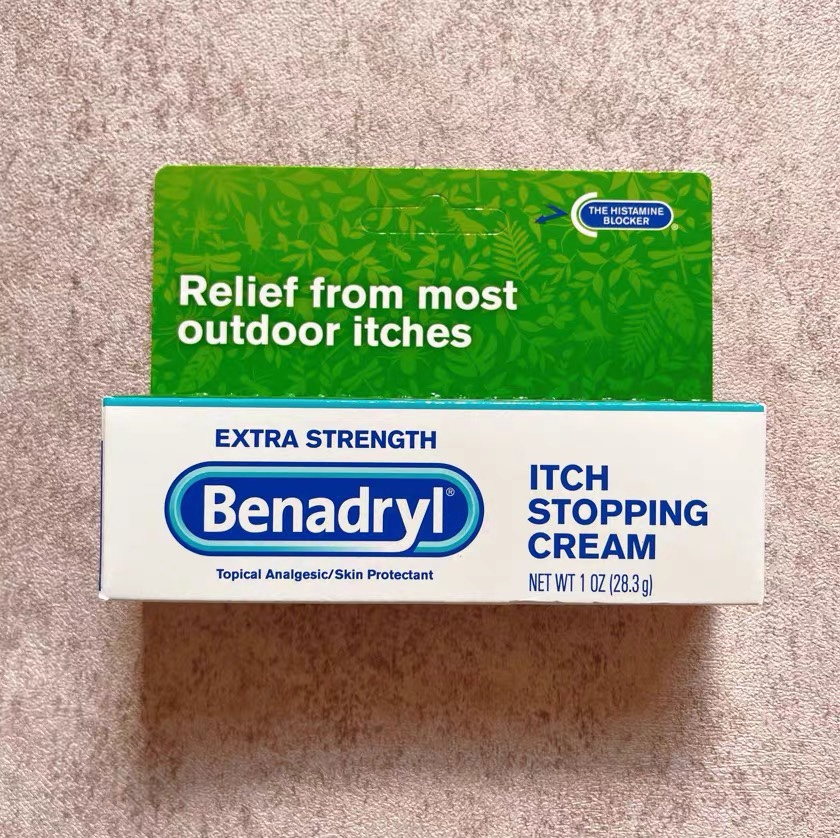 THE HISTAMINE
BLOCKER®
Relief from most
outdoor itches
EXTRA STRENGTH
Benadryl®
Topical Analgesic/Skin Protectant
ITCH
STOPPING
CREAM
NET WT 1 OZ (28.3 g)